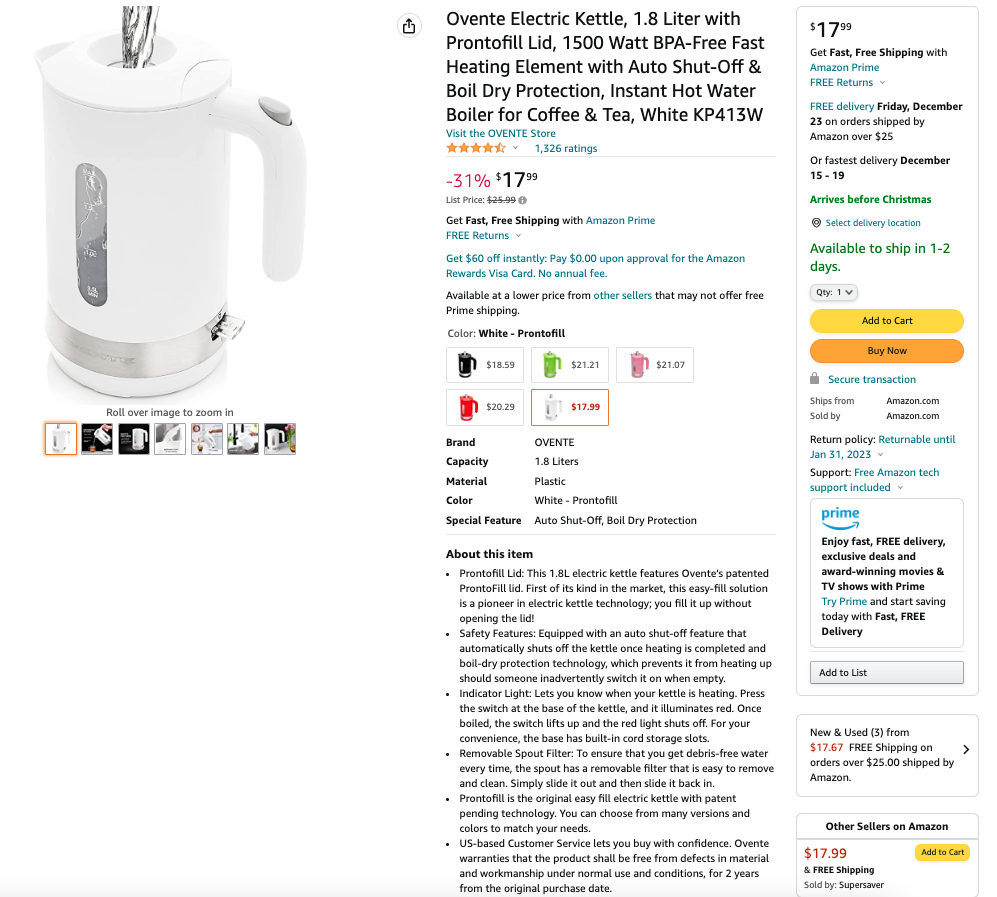 Ovente Electric Kettle, 1.8 Liter with
Prontofill Lid, 1500 Watt BPA-Free Fast
Heating Element with Auto Shut-Off &
Boil Dry Protection, Instant Hot Water
Boiler for Coffee & Tea, White KP413W
Visit the OVENTE Store
1,326 ratings
-31% $17 99
List Price: $25.99
Get Fast, Free Shipping with Amazon Prime
FREE Returns
Get $60 off instantly: Pay $0.00 upon approval for the Amazon
Rewards Visa Card. No annual fee.
Available at a lower price from other sellers that may not offer free
Prime shipping.
Color: White - Prontofill
$18.59 $21.21 $21.07
$20.29 $17.99
Brand OVENTE
Capacity 1.8 Liters
Material Plastic
Color White - Prontofill
Special Feature Auto Shut-Off, Boil Dry Protection
About this item
• Prontofill Lid: This 1.8L electric kettle features Ovente's patented
ProntoFill lid. First of its kind in the market, this easy-fill solution
is a pioneer in electric kettle technology; you fill it up without
opening the lid!
• Safety Features: Equipped with an auto shut-off feature that
automatically shuts off the kettle once heating is completed and
boil-dry protection technology, which prevents it from heating up
should someone inadvertently switch it on when empty.
• Indicator Light: Lets you know when your kettle is heating. Press
the switch at the base of the kettle, and it illuminates red. Once
boiled, the switch lifts up and the red light shuts off. For your
convenience, the base has built-in cord storage slots.
• Removable Spout Filter: To ensure that you get debris-free water
every time, the spout has a removable filter that is easy to remove
and clean. Simply slide it out and then slide it back in.
• Prontofill is the original easy fill electric kettle with patent
pending technology. You can choose from many versions and
colors to match your needs.
• US-based Customer Service lets you buy with confidence. Ovente
warranties that the product shall be free from defects in material
and workmanship under normal use and conditions, for 2 years
from the original purchase date.
Roll over image to zoom in
$17 99
Get Fast, Free Shipping with
Amazon Prime
FREE Returns
FREE delivery Friday, December
23 on orders shipped by
Amazon over $25
Or fastest delivery December
15 - 19
Arrives before Christmas
Select delivery location
Available to ship in 1-2
days.
Qty: 1
Add to Cart
Buy Now
Secure transaction
Ships from Amazon.com
Sold by Amazon.com
Return policy: Returnable until
Jan 31, 2023
Support: Free Amazon tech
support included
prime
Enjoy fast, FREE delivery,
exclusive deals and
award-winning movies &
TV shows with Prime
Try Prime and start saving
today with Fast, FREE
Delivery
Add to List
New & Used (3) from
$17.67 FREE Shipping on
orders over $25.00 shipped by
Amazon.
Other Sellers on Amazon
$17.99 Add to Cart
& FREE Shipping
Sold by: Supersaver